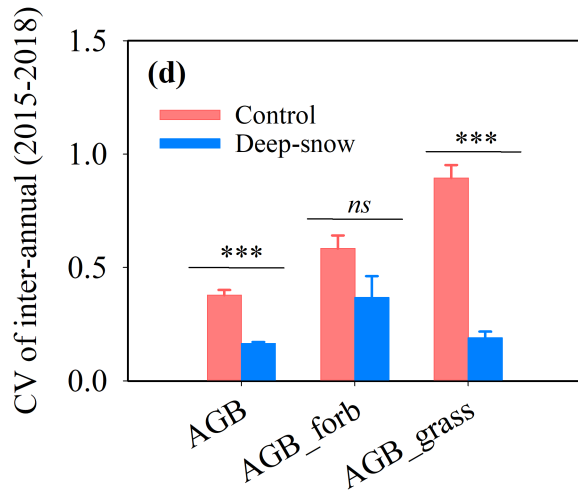 CV of inter-annual (2015-2018)
1.5
1.0
0.5
0.0
(d)
Control
Deep-snow
***
ns
***
AGB
AGB_forb
AGB_grass